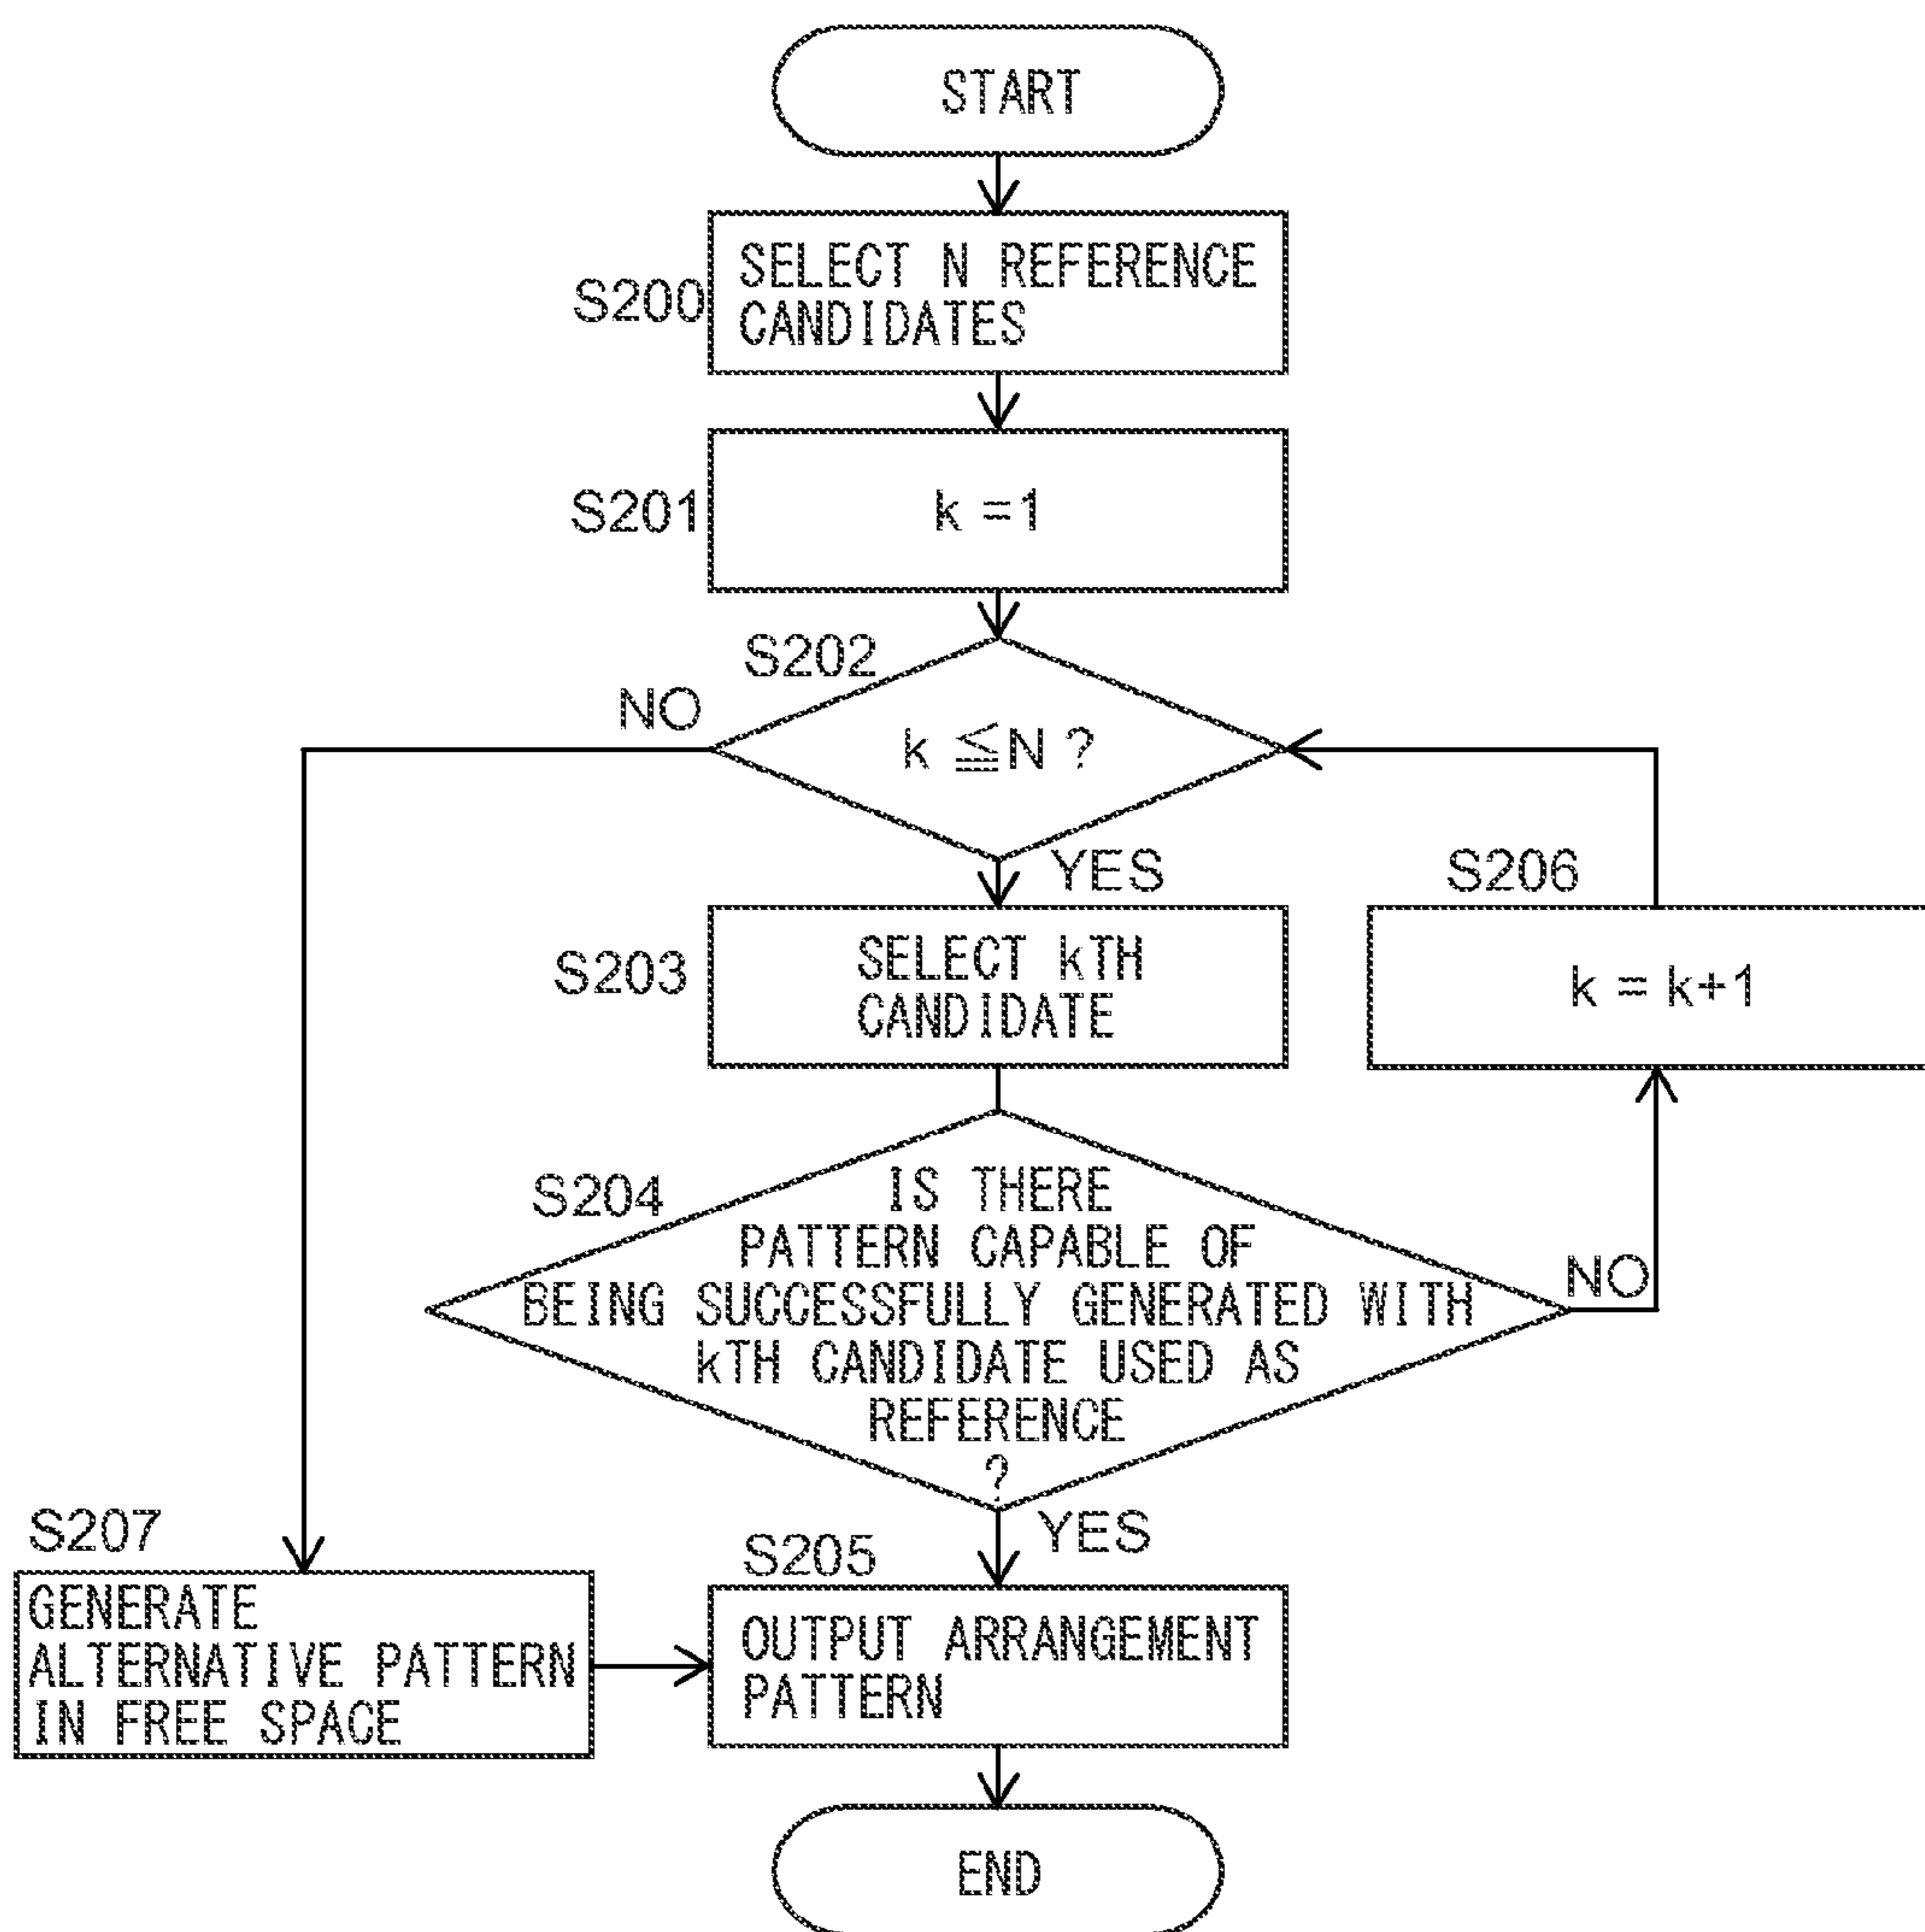 START
S200
SELECT N REFERENCE
CANDIDATES
S201
k =1
S202
NO
k ≦N ?
YES
S203
SELECT kTH
CANDIDATE
S206
k = k+1
S204
IS THERE
PATTERN CAPABLE OF
BEING SUCCESSFULLY GENERATED WITH
kTH CANDIDATE USED AS
REFERENCE
?
NO
YES
S207
GENERATE
ALTERNATIVE PATTERN
IN FREE SPACE
S205
OUTPUT ARRANGEMENT
PATTERN
END